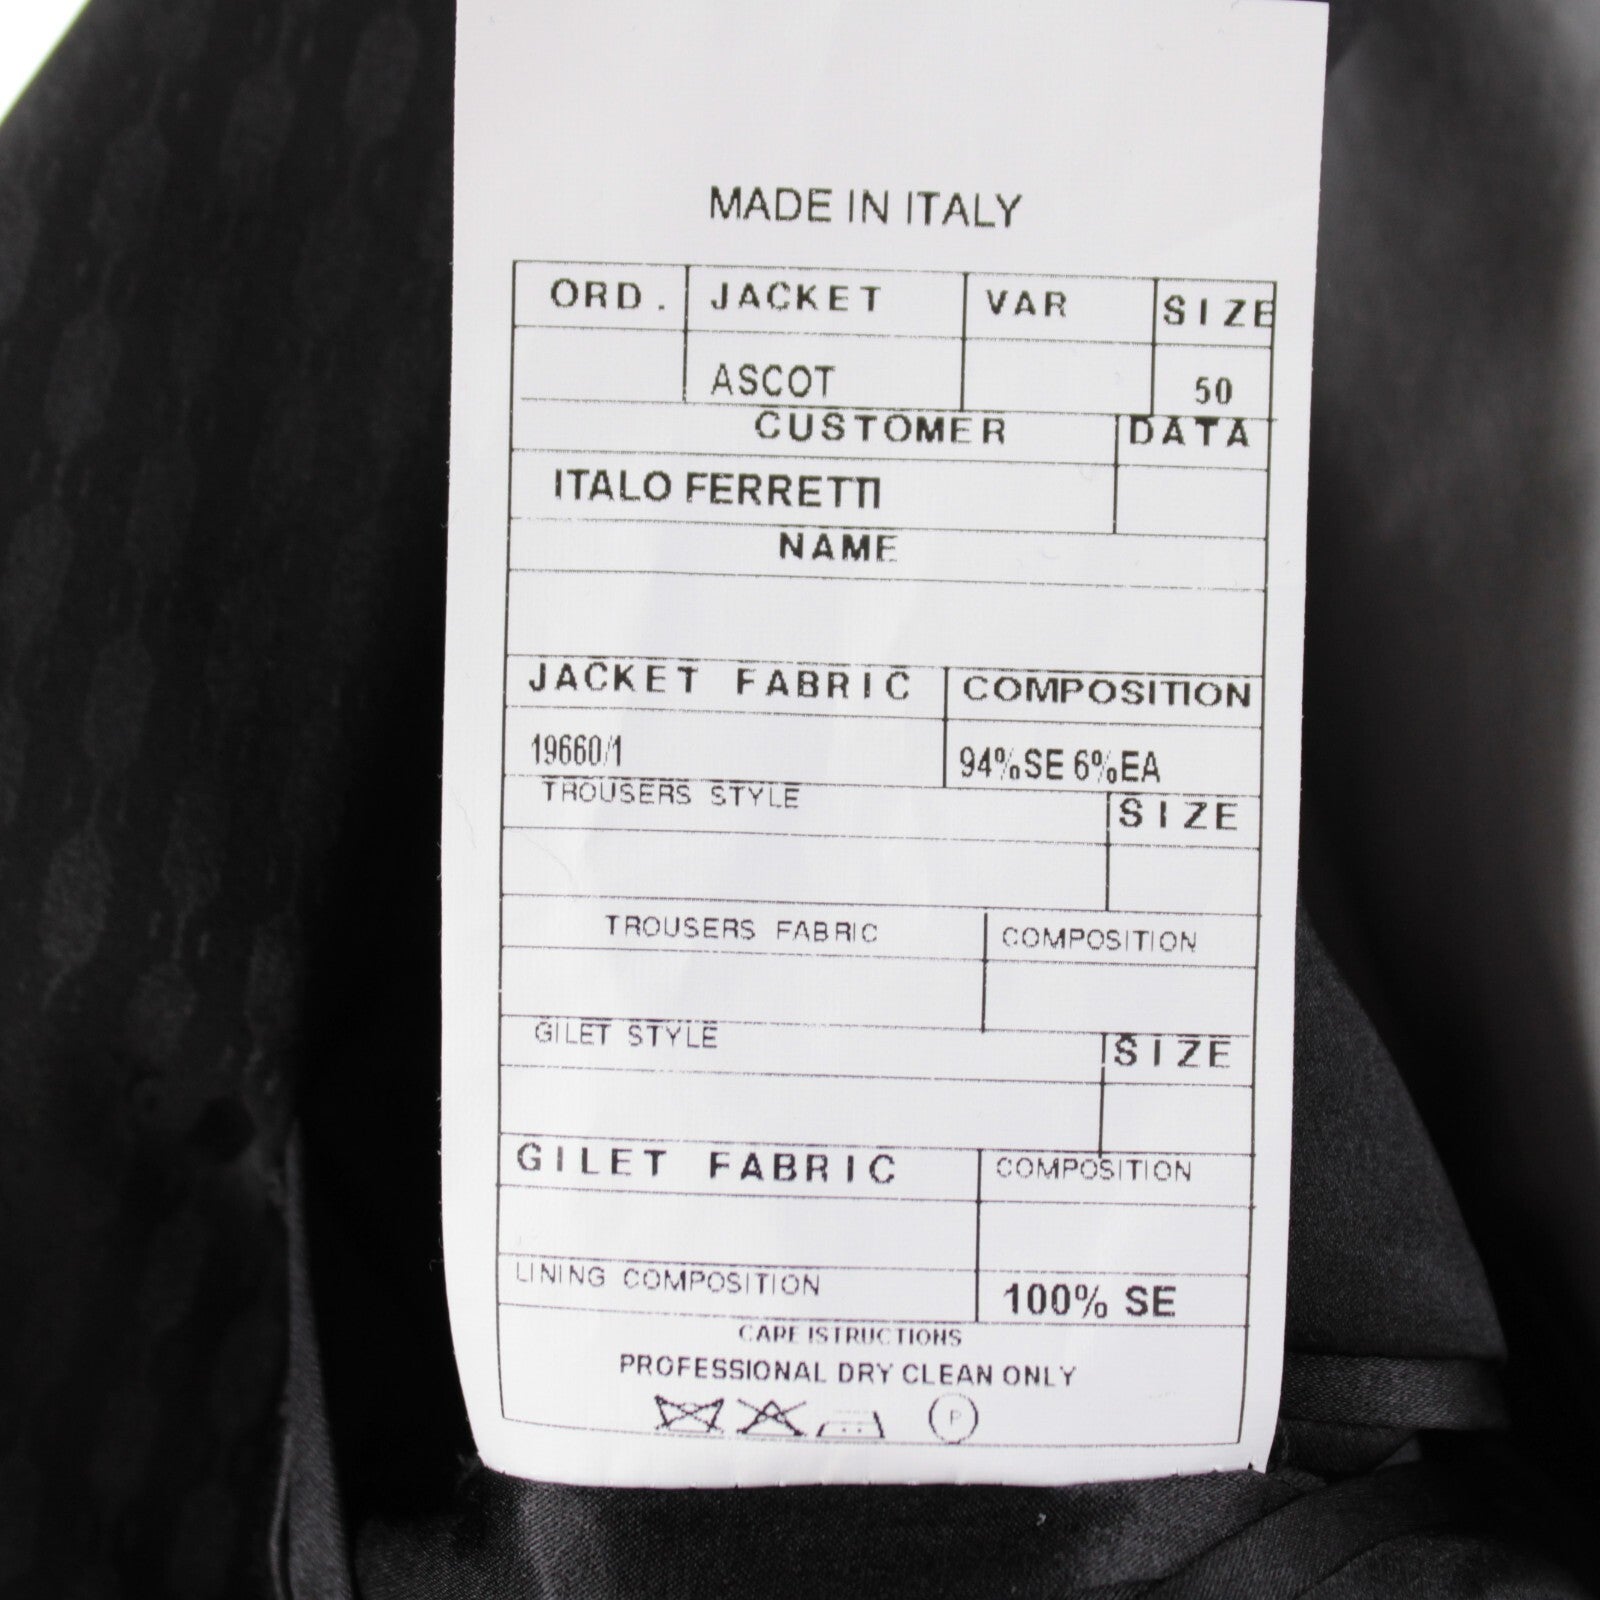 MADE IN ITALY
ORD. JACKET VAR SIZE
ASCOT 50
CUSTOMER DATA
ITALO FERRETTI
NAME
JACKET FABRIC COMPOSITION
19660/1 94%SE 6%EA
TROUSERS STYLE SIZE
TROUSERS FABRIC COMPOSITION
GILET STYLE SIZE
GILET FABRIC COMPOSITION
LINING COMPOSITION 100% SE
CARE ISTRUCTIONS
PROFESSIONAL DRY CLEAN ONLY
P